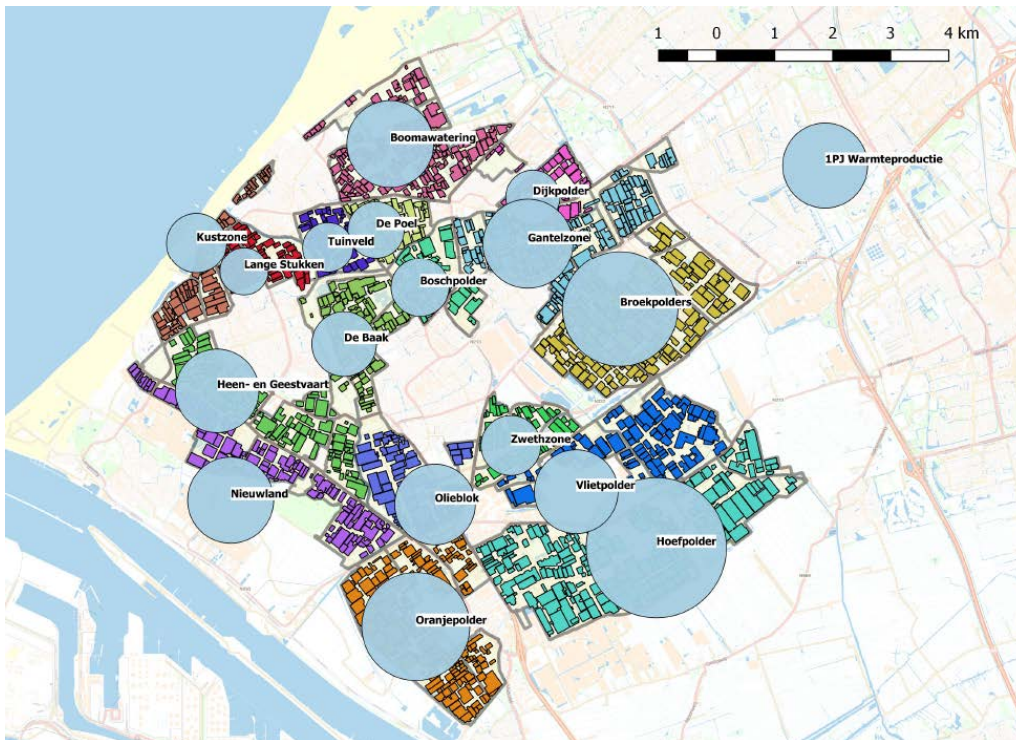 1 0 1 2 3 4 km
Boomawatering
1PJ Warmteproductie
Dijkpolder
De Poel
Kustzone
Tuinveld
Gantelzone
Lange Stukken
Boschpolder
Broekpolders
De Baak
Heen- en Geestvaart
Zwethzone
Vlietpolder
Nieuwland
Olieblok
Hoefpolder
Oranjepolder